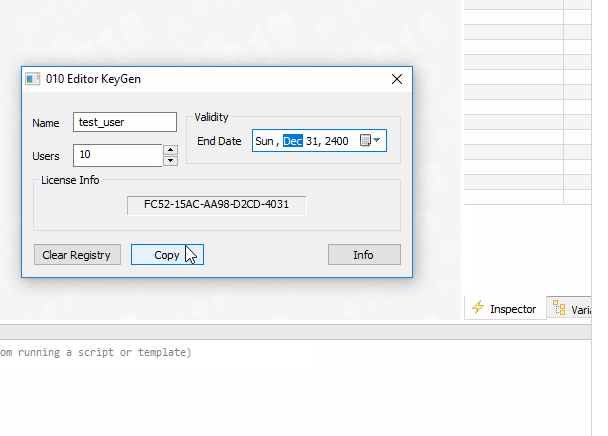 010 Editor KeyGen
Name test_user
Validity
End Date Sun , Dec 31, 2400
Users 10
License Info
FC52-15AC-AA98-D2CD-4031
Clear Registry Copy Info
Inspector Varia
om running a script or template)